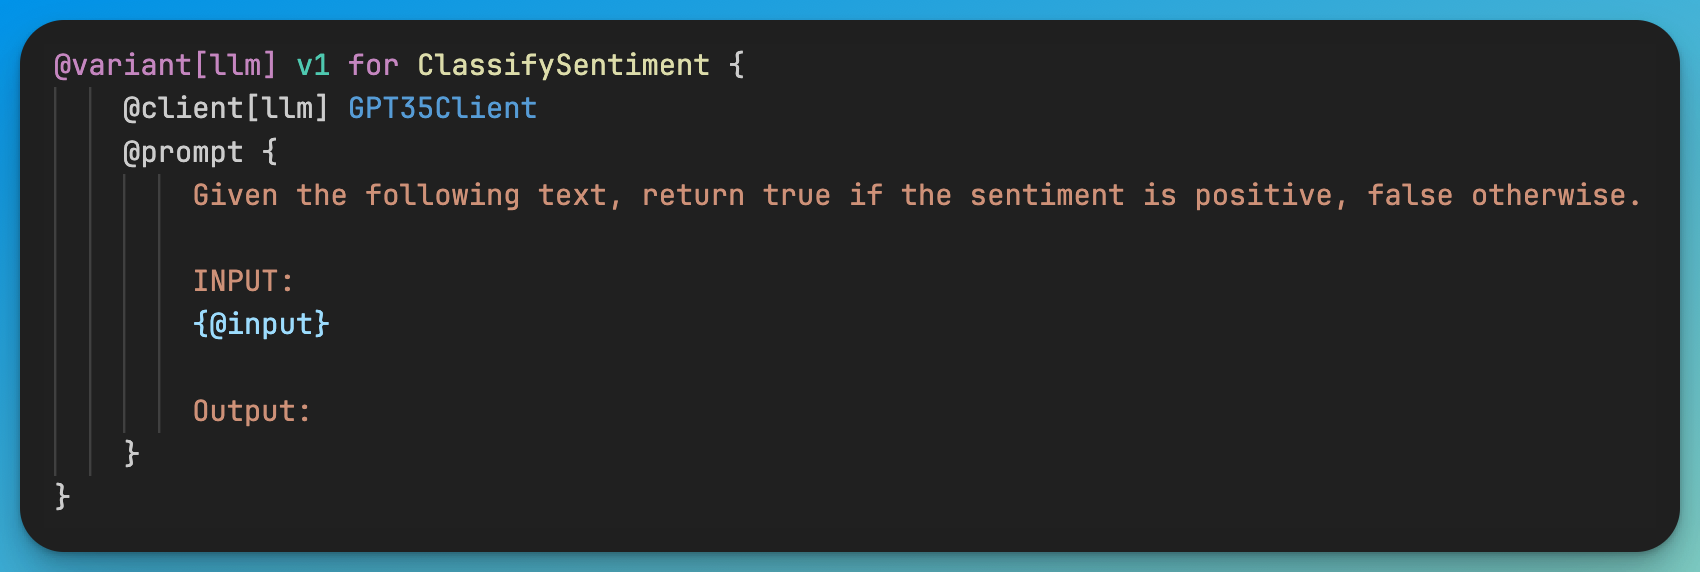 @variant[llm] v1 for ClassifySentiment {
@client[llm] GPT35Client
@prompt {
Given the following text, return true if the sentiment is positive, false otherwise.
INPUT:
{@input}
Output:
}
}